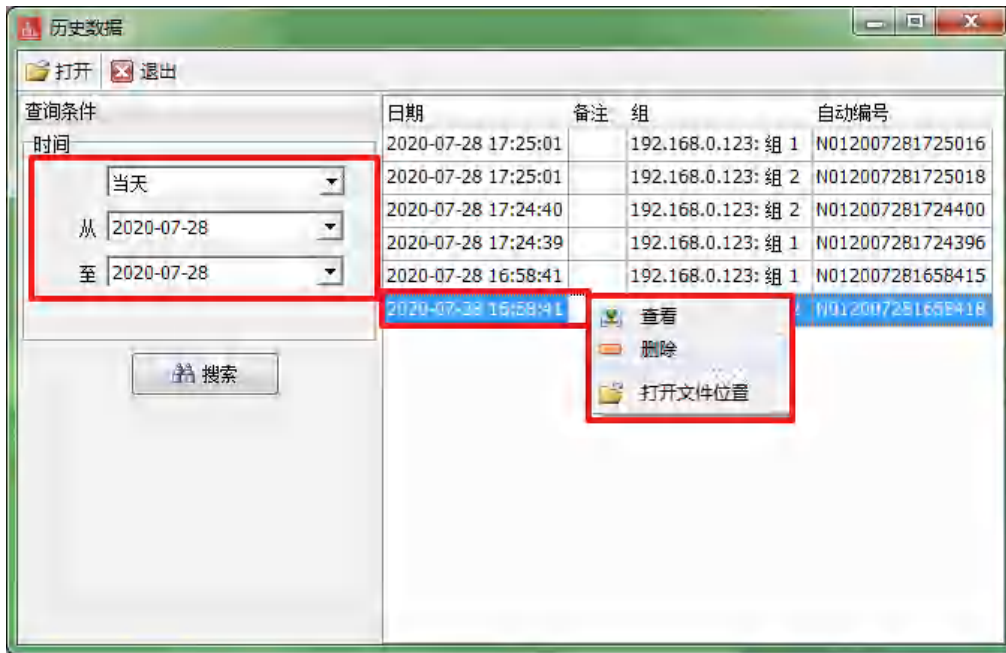 历史数据
打开 退出
查询条件
时间
当天
从 2020-07-28
至 2020-07-28
搜索
日期 备注 组 自动编号
2020-07-28 17:25:01 192.168.0.123: 组 1 N012007281725016
2020-07-28 17:25:01 192.168.0.123: 组 2 N012007281725018
2020-07-28 17:24:40 192.168.0.123: 组 2 N012007281724400
2020-07-28 17:24:39 192.168.0.123: 组 1 N012007281724396
2020-07-28 16:58:41 192.168.0.123: 组 1 N012007281658415
2020-07-28 16:58:41 2 N012007281658418
查看
删除
打开文件位置